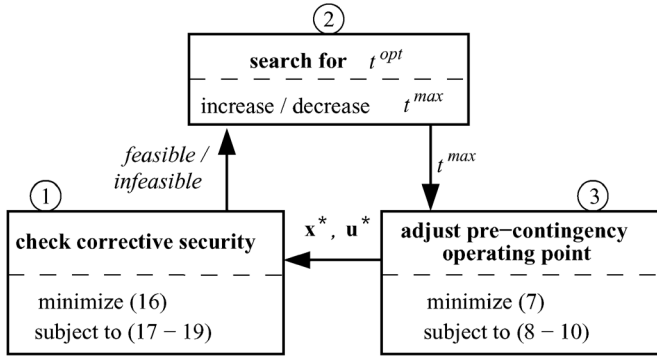 2
search for t^opt
increase / decrease t^max
feasible /
infeasible
t^max
1
3
check corrective security
x*, u*
adjust pre−contingency
operating point
minimize (16)
subject to (17 − 19)
minimize (7)
subject to (8 − 10)